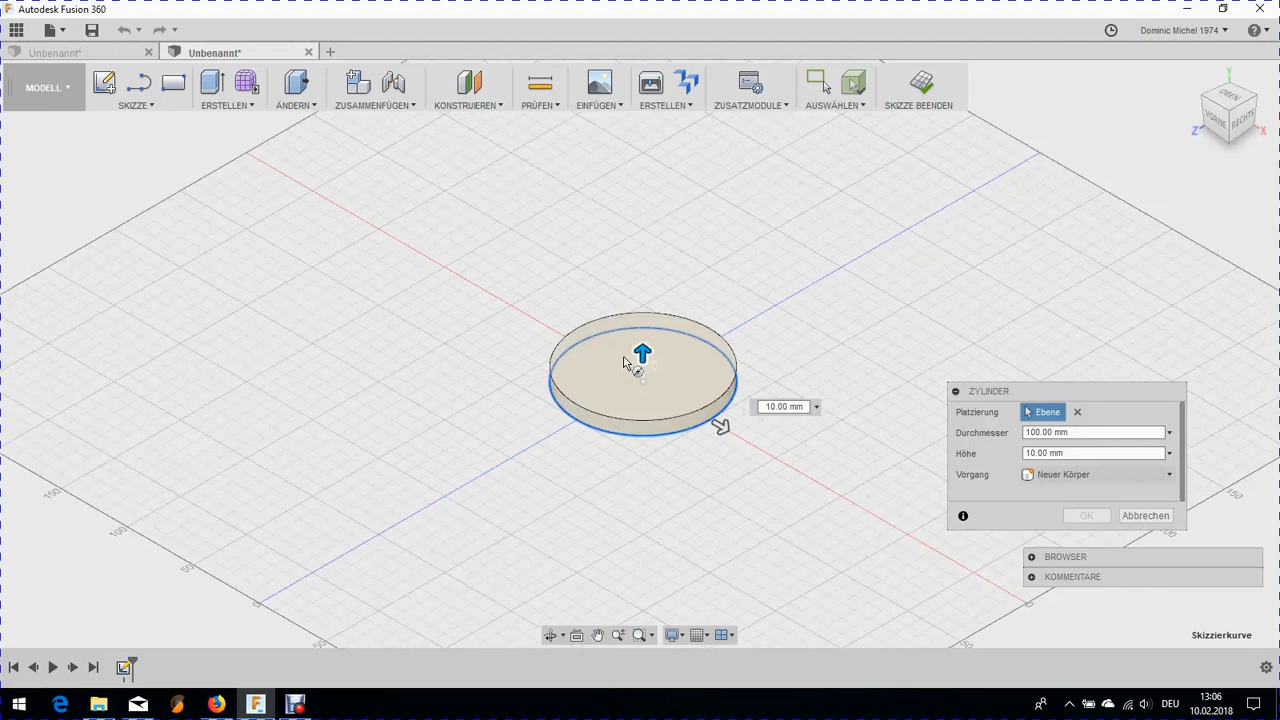 Autodesk Fusion 360
Dominic Michel 1974
Unbenannt*
Unbenannt*
MODELL
SKIZZE
ERSTELLEN
ÄNDERN
ZUSAMMENFÜGEN
KONSTRUIEREN
PRÜFEN
EINFÜGEN
ERSTELLEN
ZUSATZMODULE
AUSWÄHLEN
SKIZZE BEENDEN
Y
OBEN
VORNE
RECHTS
Z
X
10.00 mm
ZYLINDER
Platzierung
Ebene
Durchmesser
100.00 mm
Höhe
10.00 mm
Vorgang
Neuer Körper
OK
Abbrechen
150
100
50
150
100
50
BROWSER
KOMMENTARE
Skizzierkurve
DEU
13:06
10.02.2018